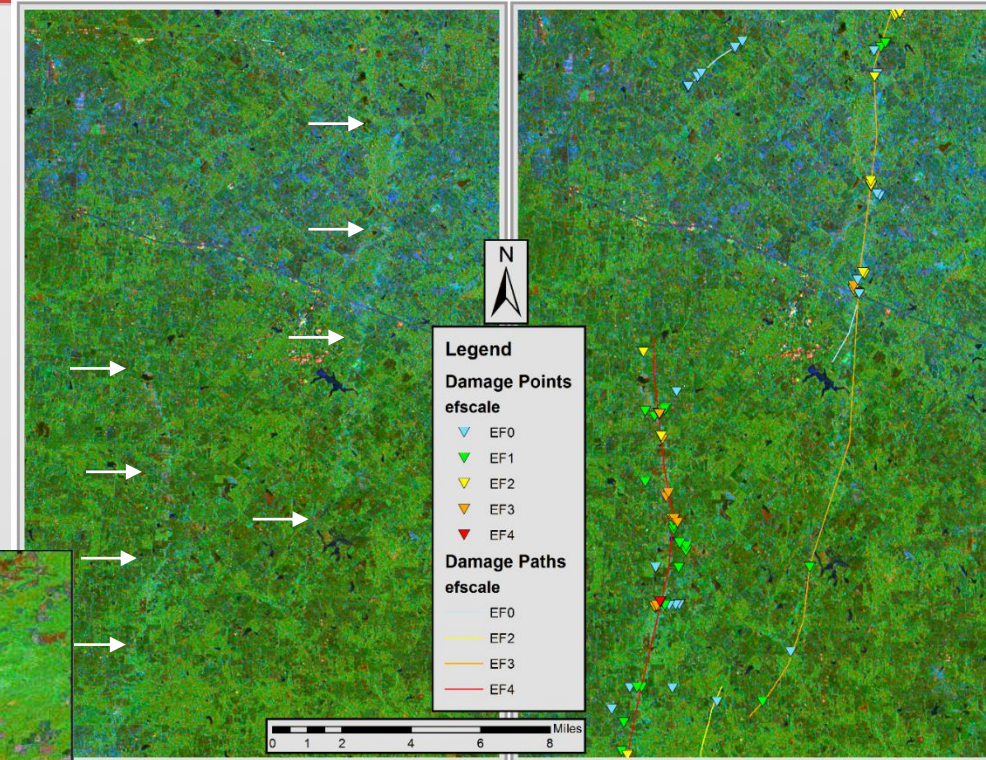 N
Legend
Damage Points
efscale
EF0
EF1
EF2
EF3
EF4
Damage Paths
efscale
EF0
EF2
EF3
EF4
Miles
0 1 2 4 6 8